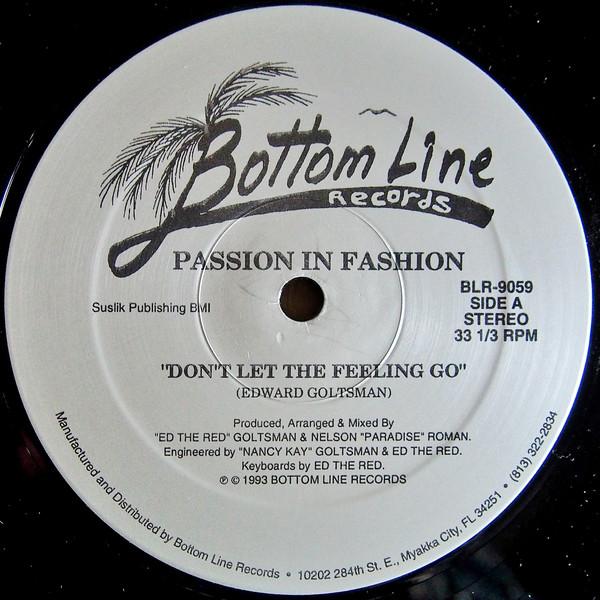 Bottom Line
Records
PASSION IN FASHION
Suslik Publishing BMI
BLR-9059
SIDE A
STEREO
33 1/3 RPM
"DON'T LET THE FEELING GO"
(EDWARD GOLTSMAN)
Produced, Arranged & Mixed By
"ED THE RED" GOLTSMAN & NELSON "PARADISE" ROMAN.
Engineered by "NANCY KAY" GOLTSMAN & ED THE RED.
Keyboards by ED THE RED.
℗ © 1993 BOTTOM LINE RECORDS
Manufactured and Distributed by Bottom Line Records • 10202 284th St. E., Myakka City, FL 34251 • (813) 322-2834